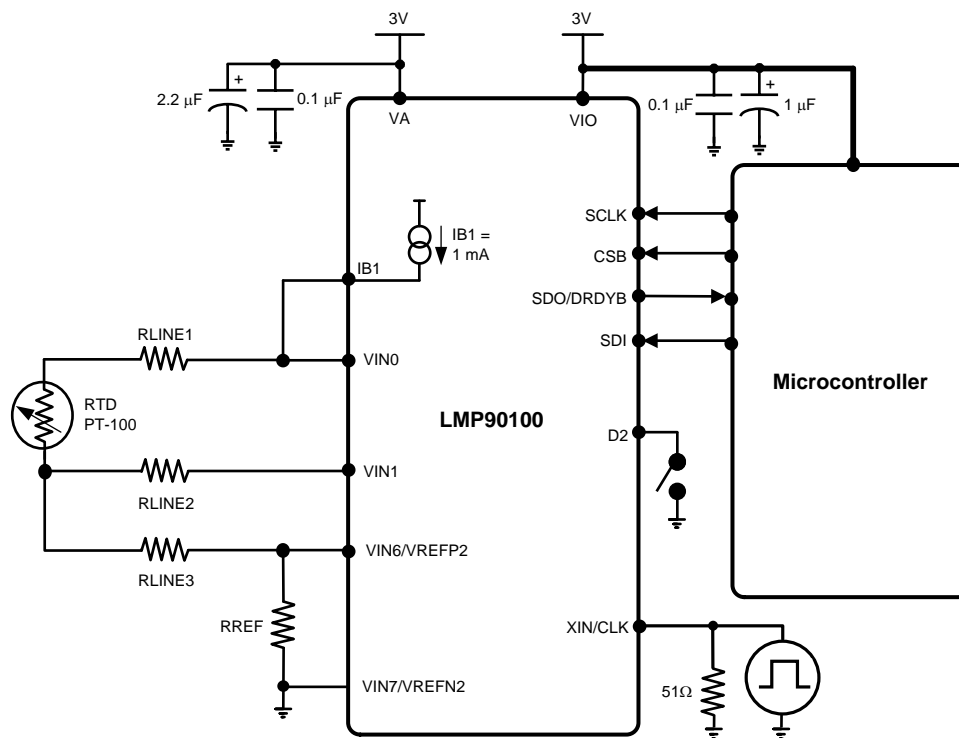 3V
3V
+
2.2 µF
0.1 µF
VA
VIO
0.1 µF
+
1 µF
IB1 =
1 mA
IB1
SCLK
CSB
SDO/DRDYB
SDI
RLINE1
VIN0
RTD
PT-100
LMP90100
Microcontroller
D2
VIN1
RLINE2
VIN6/VREFP2
RLINE3
RREF
XIN/CLK
51Ω
VIN7/VREFN2